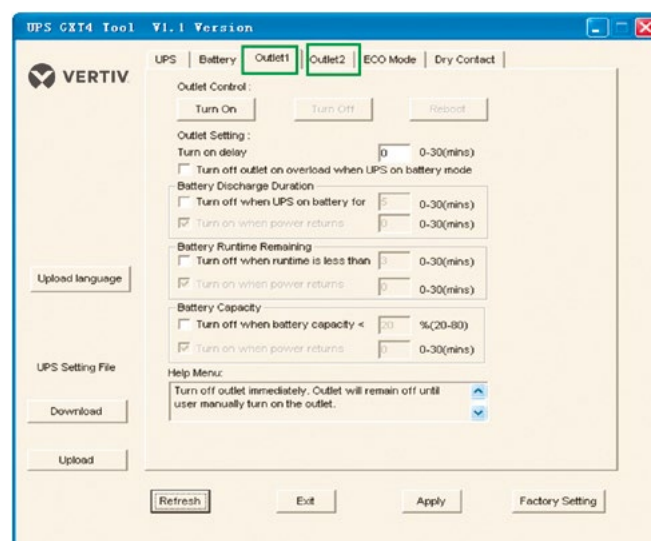 UPS GXT4 Tool V1.1 Version
VERTIV
UPS Battery Outlet1 Outlet2 ECO Mode Dry Contact
Outlet Control :
Turn On Turn Off Reboot
Outlet Setting :
Turn on delay 0 0-30(mins)
Turn off outlet on overload when UPS on battery mode
Battery Discharge Duration
Turn off when UPS on battery for 5 0-30(mins)
Turn on when power returns 0 0-30(mins)
Battery Runtime Remaining
Turn off when runtime is less than 3 0-30(mins)
Turn on when power returns 0 0-30(mins)
Battery Capacity
Turn off when battery capacity < 20 %(20-80)
Turn on when power returns 0 0-30(mins)
Help Menu:
Turn off outlet immediately. Outlet will remain off until
user manually turn on the outlet.
Upload language
UPS Setting File
Download
Upload
Refresh Exit Apply Factory Setting